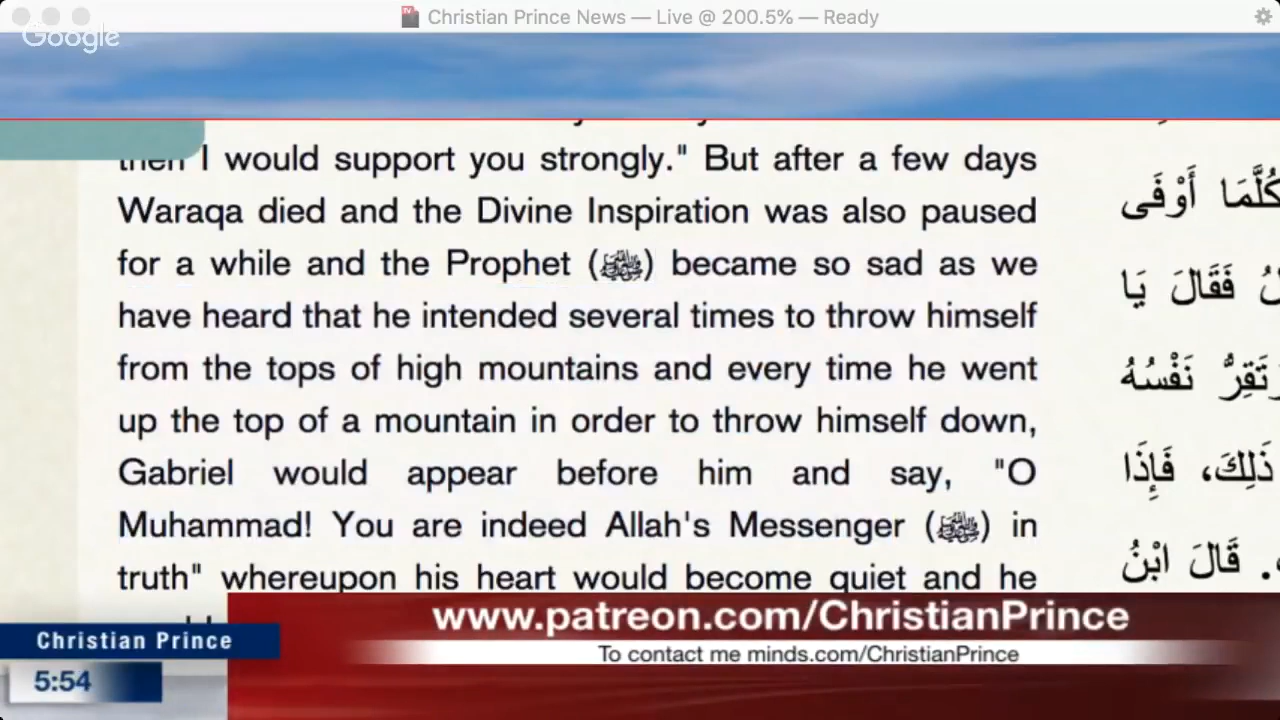 Christian Prince News — Live @ 200.5% — Ready
Google
then I would support you strongly." But after a few days
Waraqa died and the Divine Inspiration was also paused
for a while and the Prophet (ﷺ) became so sad as we
have heard that he intended several times to throw himself
from the tops of high mountains and every time he went
up the top of a mountain in order to throw himself down,
Gabriel would appear before him and say, "O
Muhammad! You are indeed Allah's Messenger (ﷺ) in
truth" whereupon his heart would become quiet and he
كُلَّمَا أَوْفَى
فَقَالَ يَا
نَفْسُهُ
ذَلِكَ، فَإِذَا
قَالَ ابْنُ
www.patreon.com/ChristianPrince
To contact me minds.com/ChristianPrince
Christian Prince
5:54